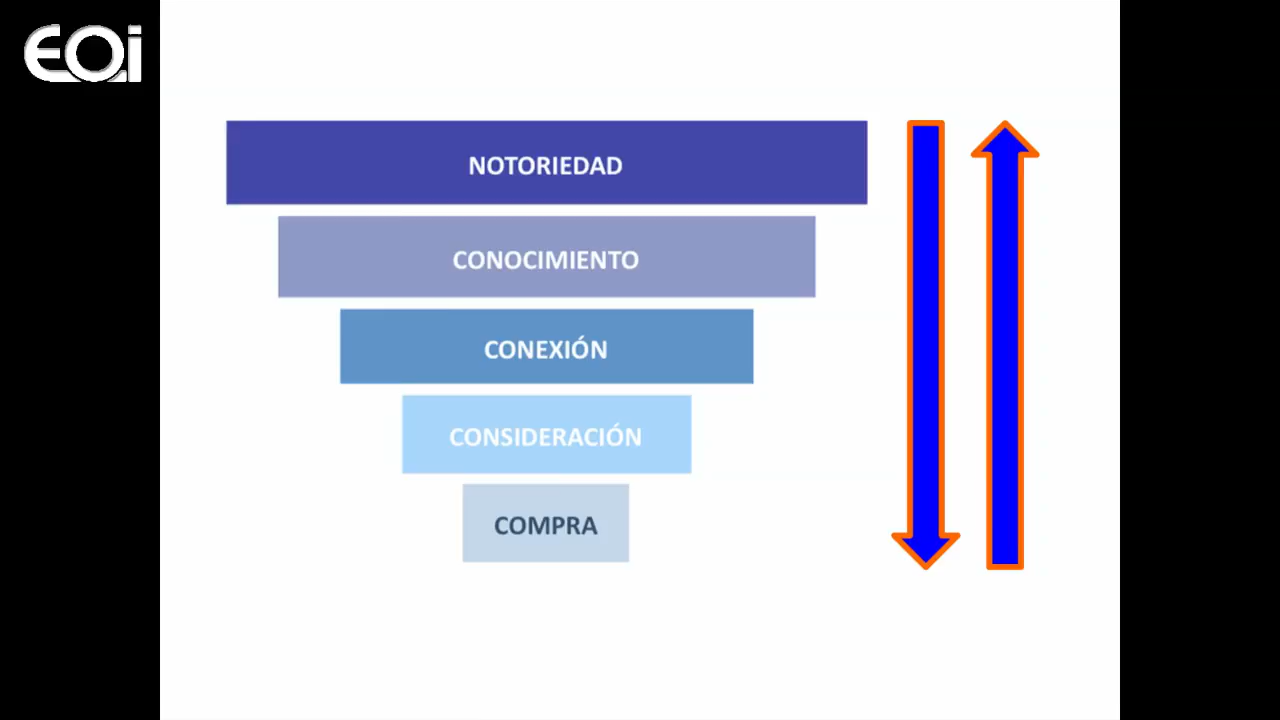 EOi
NOTORIEDAD
CONOCIMIENTO
CONEXIÓN
CONSIDERACIÓN
COMPRA